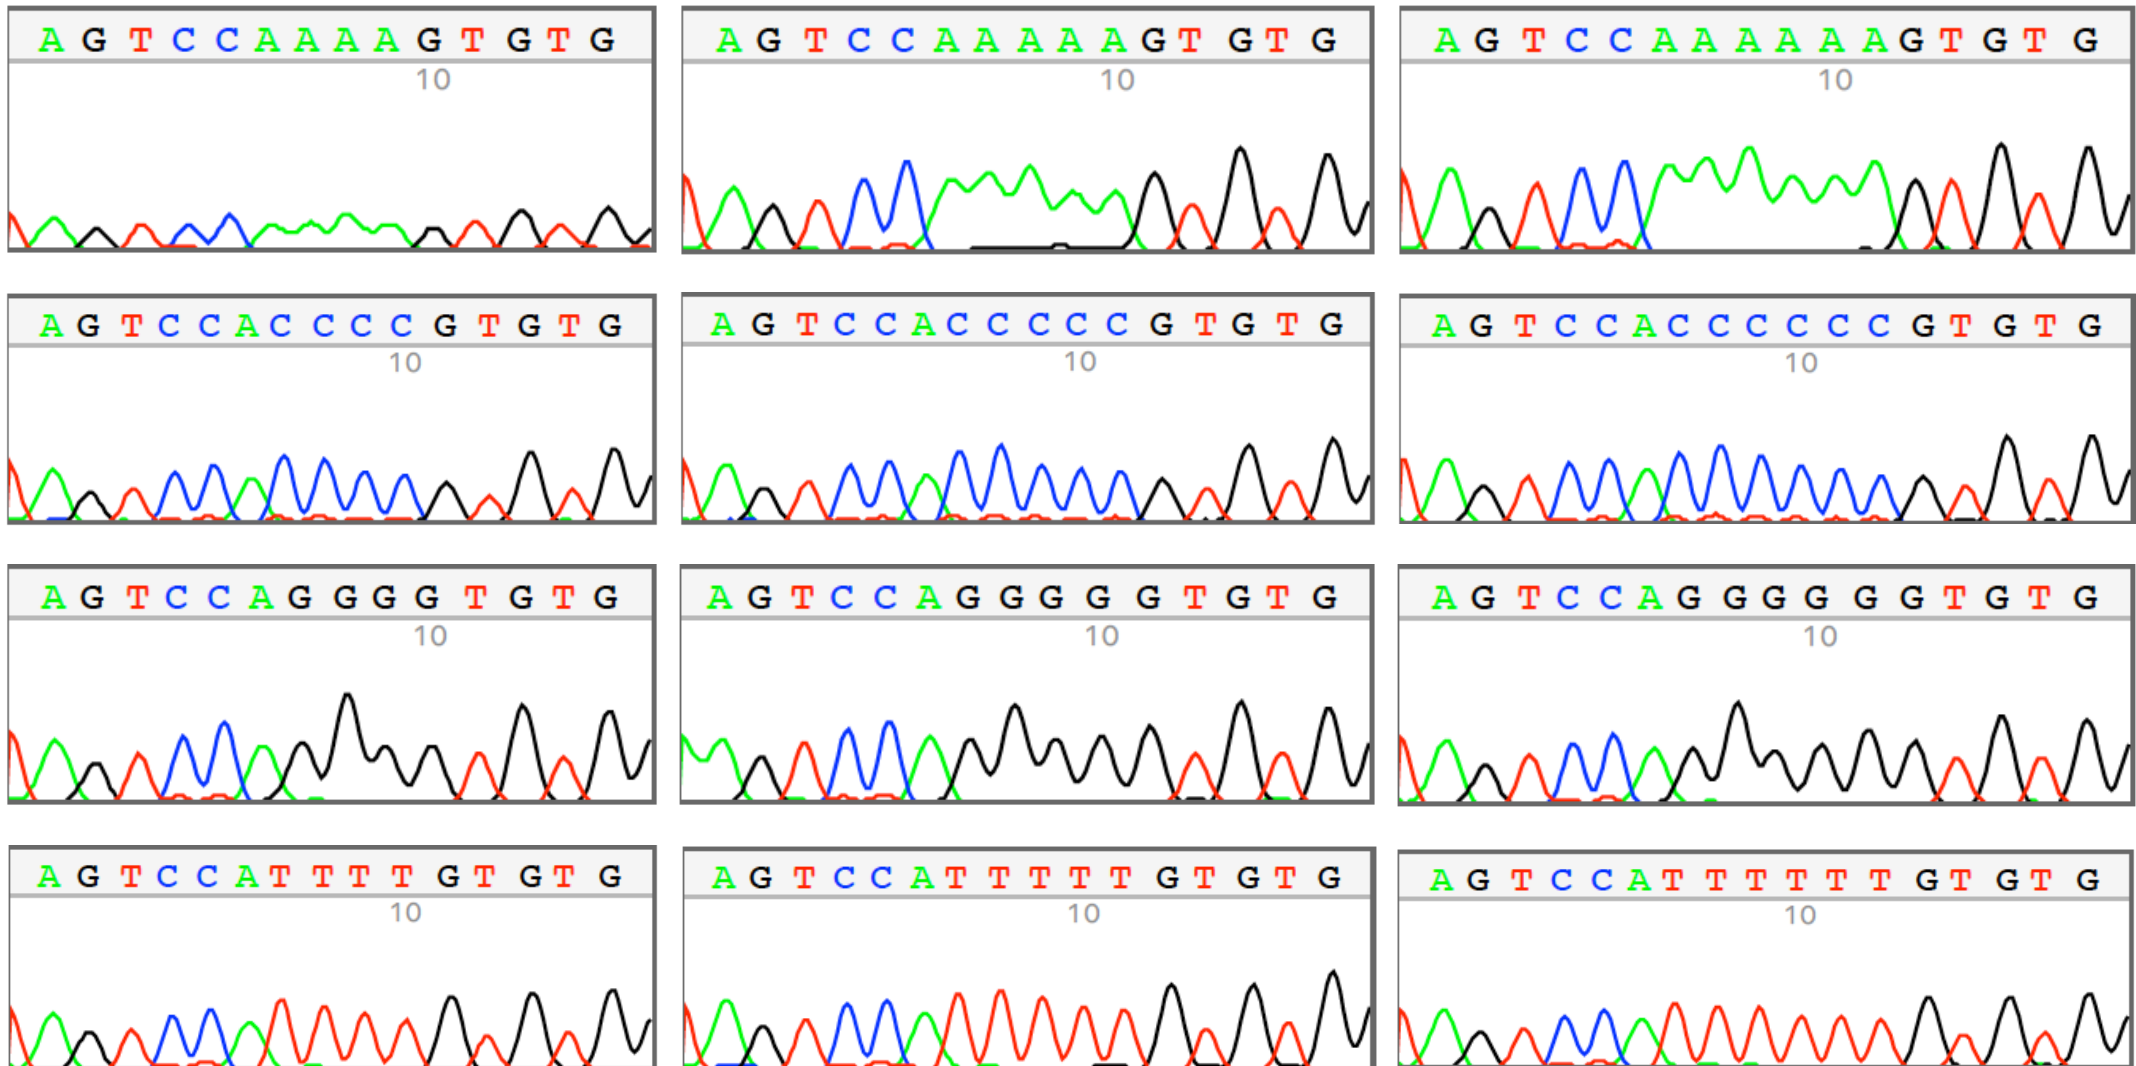 A G T C C A A A A G T G T G
10
A G T C C A A A A A G T G T G
10
A G T C C A A A A A A G T G T G
10
A G T C C A C C C C G T G T G
10
A G T C C A C C C C C G T G T G
10
A G T C C A C C C C C C G T G T G
10
A G T C C A G G G G T G T G
10
A G T C C A G G G G G T G T G
10
A G T C C A G G G G G G T G T G
10
A G T C C A T T T T G T G T G
10
A G T C C A T T T T T G T G T G
10
A G T C C A T T T T T T G T G T G
10